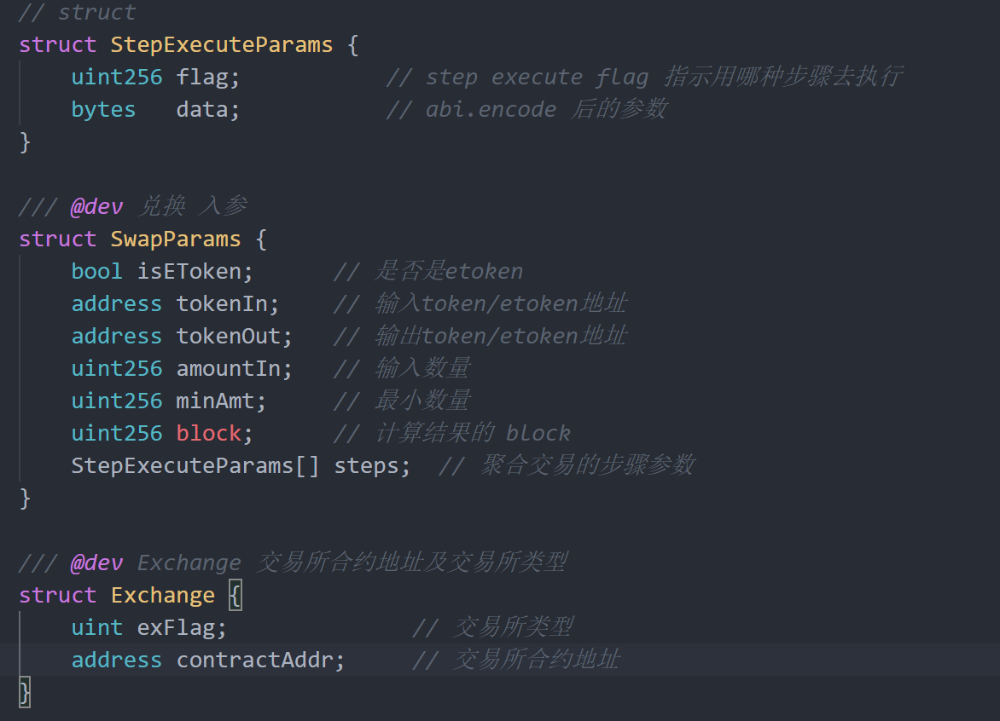 // struct
struct StepExecuteParams {
    uint256 flag;           // step execute flag 指示用哪种步骤去执行
    bytes   data;           // abi.encode 后的参数
}

/// @dev 兑换 入参
struct SwapParams {
    bool isEToken;      // 是否是etoken
    address tokenIn;    // 输入token/etoken地址
    address tokenOut;   // 输出token/etoken地址
    uint256 amountIn;   // 输入数量
    uint256 minAmt;     // 最小数量
    uint256 block;      // 计算结果的 block
    StepExecuteParams[] steps;  // 聚合交易的步骤参数
}

/// @dev Exchange 交易所合约地址及交易所类型
struct Exchange {
    uint exFlag;              // 交易所类型
    address contractAddr;     // 交易所合约地址
}